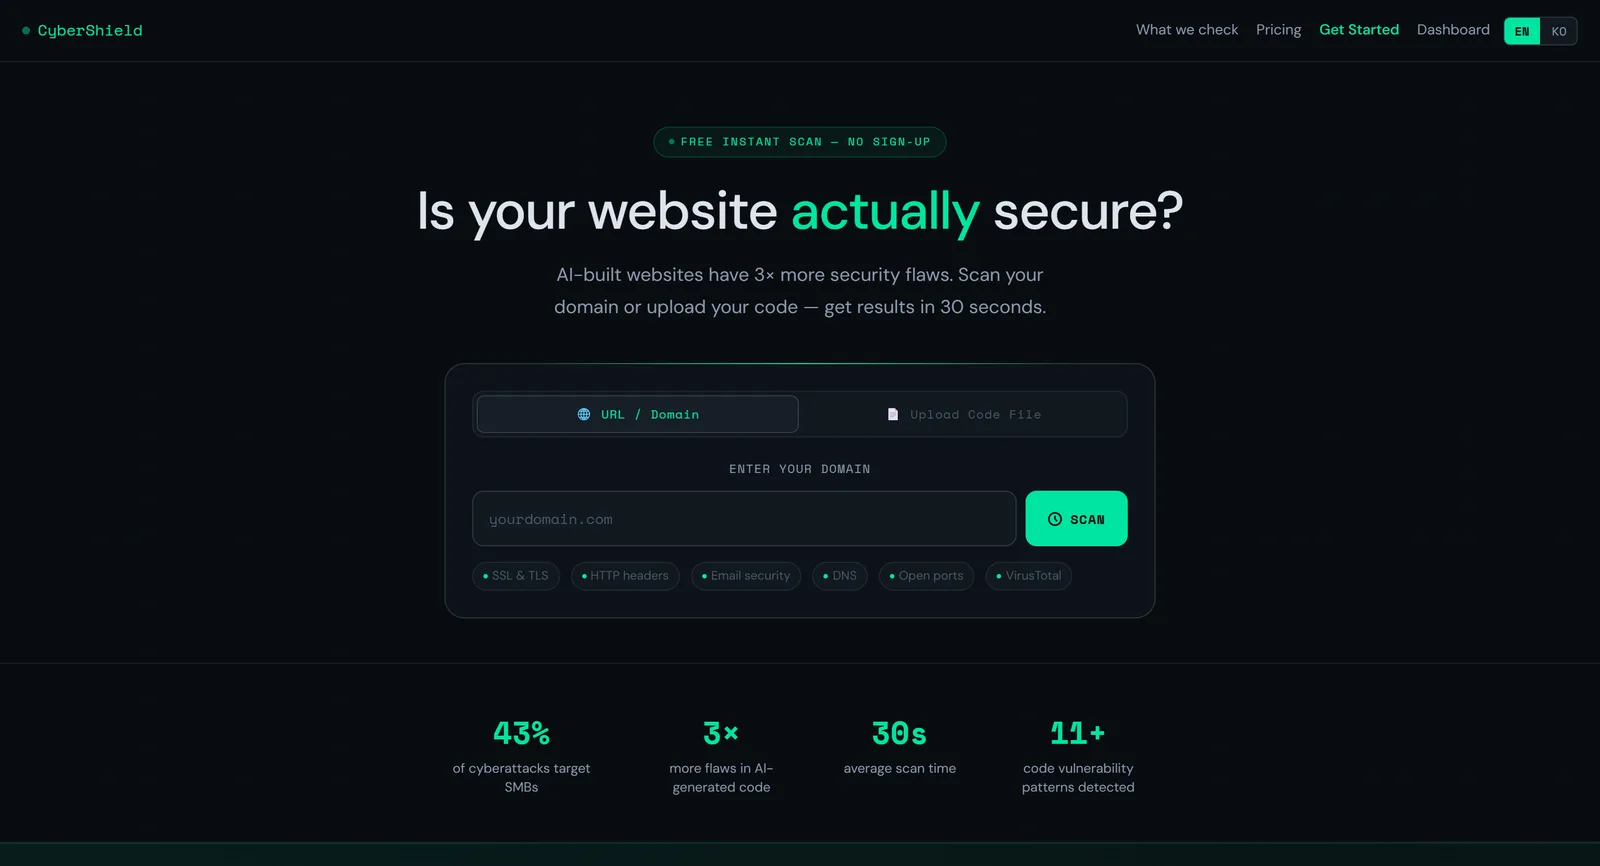 CyberShield
What we check
Pricing
Get Started
Dashboard
EN
KO
FREE INSTANT SCAN — NO SIGN-UP
Is your website actually secure?
AI-built websites have 3× more security flaws. Scan your
domain or upload your code — get results in 30 seconds.
URL / Domain
Upload Code File
ENTER YOUR DOMAIN
yourdomain.com
SCAN
SSL & TLS
HTTP headers
Email security
DNS
Open ports
VirusTotal
43%
of cyberattacks target
SMBs
3×
more flaws in AI-
generated code
30s
average scan time
11+
code vulnerability
patterns detected